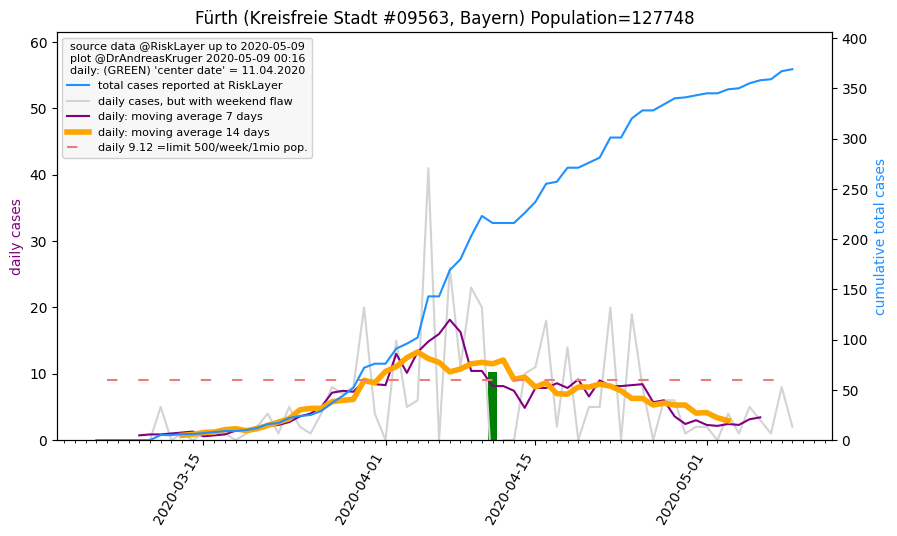 Fürth (Kreisfreie Stadt #09563, Bayern) Population=127748
source data @RiskLayer up to 2020-05-09
plot @DrAndreasKruger 2020-05-09 00:16
daily: (GREEN) 'center date' = 11.04.2020
total cases reported at RiskLayer
daily cases, but with weekend flaw
daily: moving average 7 days
daily: moving average 14 days
daily 9.12 =limit 500/week/1mio pop.
daily cases
60
50
40
30
20
10
0
cumulative total cases
400
350
300
250
200
150
100
50
0
2020-03-15
2020-04-01
2020-04-15
2020-05-01